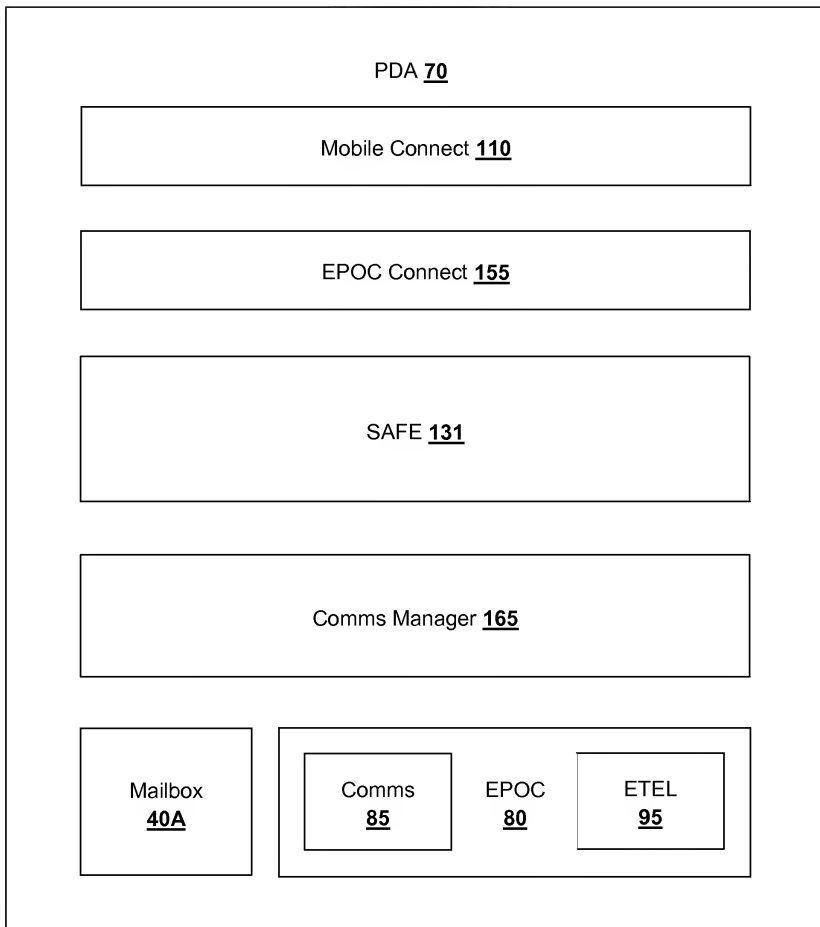 PDA 70
Mobile Connect 110
EPOC Connect 155
SAFE 131
Comms Manager 165
Mailbox
40A
Comms
85
EPOC
80
ETEL
95